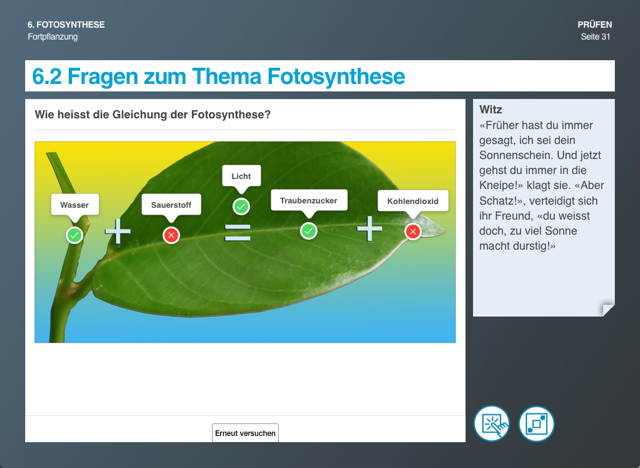 6. FOTOSYNTHESE
Fortpflanzung
PRÜFEN
Seite 31
6.2 Fragen zum Thema Fotosynthese
Wie heisst die Gleichung der Fotosynthese?
Licht
Wasser
+
Sauerstoff
=
Traubenzucker
+
Kohlendioxid
Erneut versuchen
Witz
«Früher hast du immer
gesagt, ich sei dein
Sonnenschein. Und jetzt
gehst du immer in die
Kneipe!» klagt sie. «Aber
Schatz!», verteidigt sich
ihr Freund, «du weisst
doch, zu viel Sonne
macht durstig!»